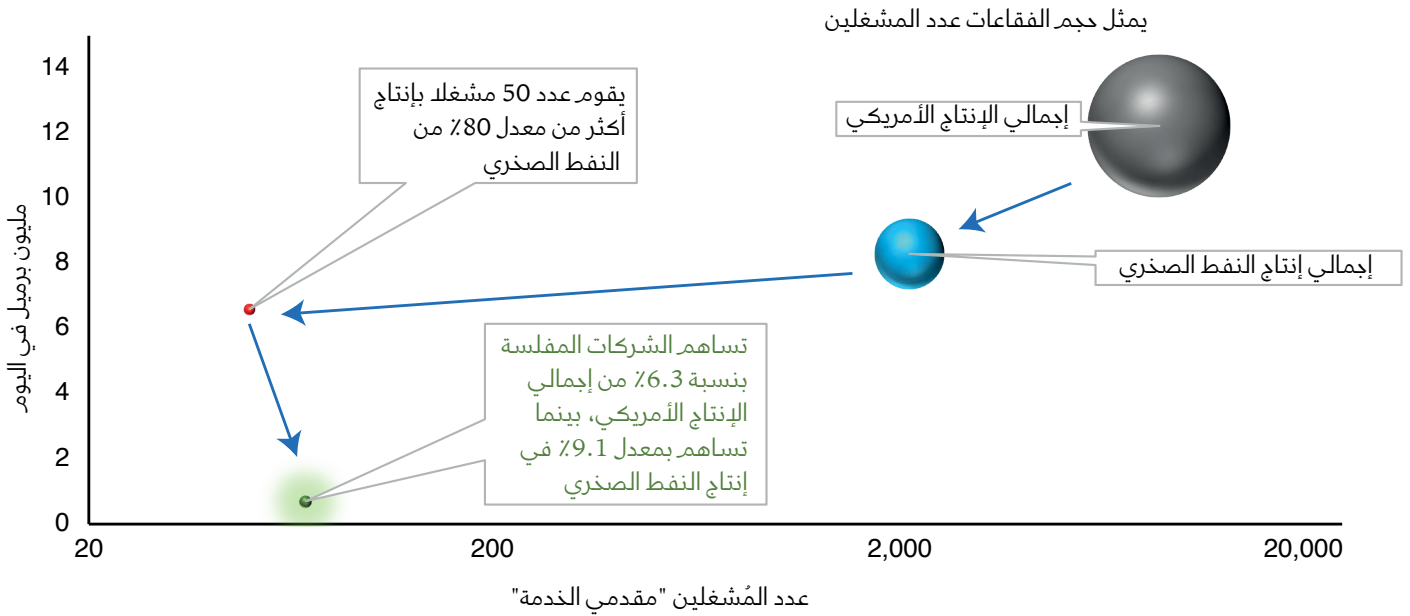 يمثل حجم الفقاعات عدد المشغلين
14
12
10
8
6
4
2
0
مليون برميل في اليوم
يقوم عدد 50 مشغلا بإنتاج
أكثر من معدل 80٪ من
النفط الصخري
إجمالي الإنتاج الأمريكي
إجمالي إنتاج النفط الصخري
تساهم الشركات المفلسة
بنسبة 6.3٪ من إجمالي
الإنتاج الأمريكي، بينما
تساهم بمعدل 9.1٪ في
إنتاج النفط الصخري
20
200
2,000
20,000
عدد المُشغلين "مقدمي الخدمة"